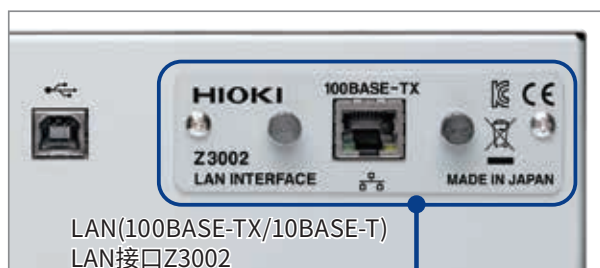 HIOKI
100BASE-TX
CE
Z3002
LAN INTERFACE
MADE IN JAPAN
LAN(100BASE-TX/10BASE-T)
LAN接口Z3002